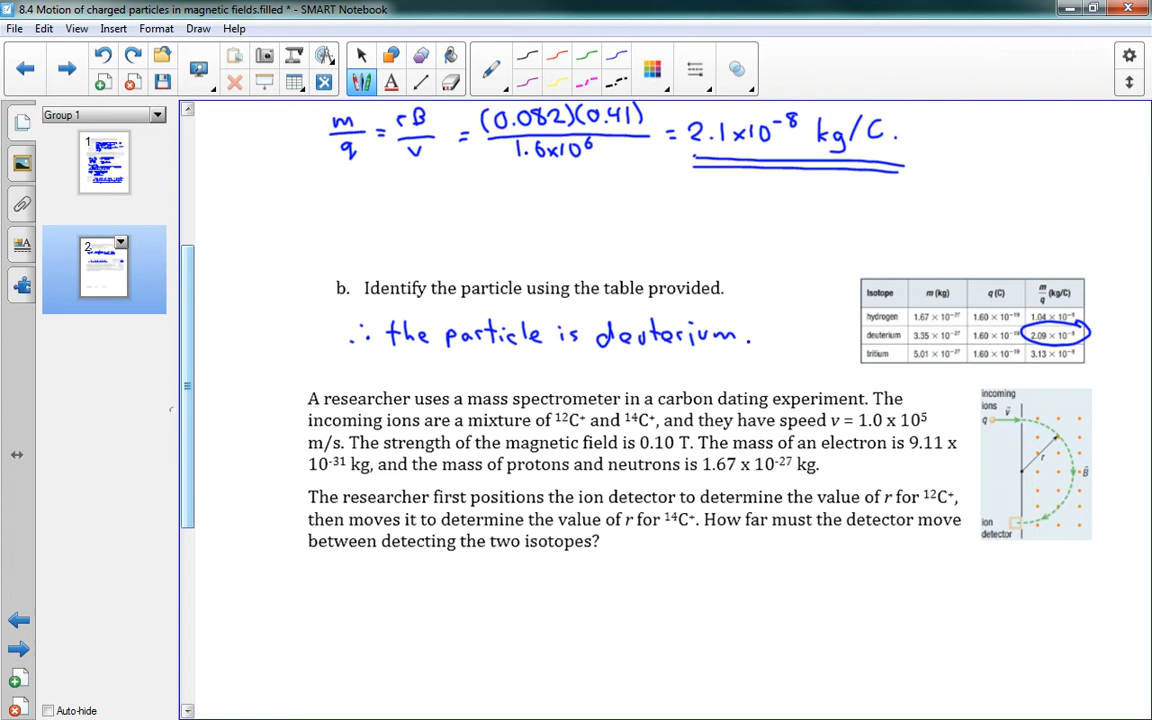 8.4 Motion of charged particles in magnetic fields.filled * - SMART Notebook
File Edit View Insert Format Draw Help
Group 1
1
2
m/q = rB/v = (0.082)(0.41)/1.6x10⁶ = 2.1x10⁻⁸ kg/C.
b. Identify the particle using the table provided.
∴ the particle is deuterium.
Isotope m (kg) q (C) m/q (kg/C)
hydrogen 1.67 × 10⁻²⁷ 1.60 × 10⁻¹⁹ 1.04 × 10⁻⁸
deuterium 3.35 × 10⁻²⁷ 1.60 × 10⁻¹⁹ 2.09 × 10⁻⁸
tritium 5.01 × 10⁻²⁷ 1.60 × 10⁻¹⁹ 3.13 × 10⁻⁸
A researcher uses a mass spectrometer in a carbon dating experiment. The
incoming ions are a mixture of ¹²C⁺ and ¹⁴C⁺, and they have speed v = 1.0 x 10⁵
m/s. The strength of the magnetic field is 0.10 T. The mass of an electron is 9.11 x
10⁻³¹ kg, and the mass of protons and neutrons is 1.67 x 10⁻²⁷ kg.
The researcher first positions the ion detector to determine the value of r for ¹²C⁺,
then moves it to determine the value of r for ¹⁴C⁺. How far must the detector move
between detecting the two isotopes?
incoming
ions
v⃗
q
r
B⃗
ion
detector
Auto-hide